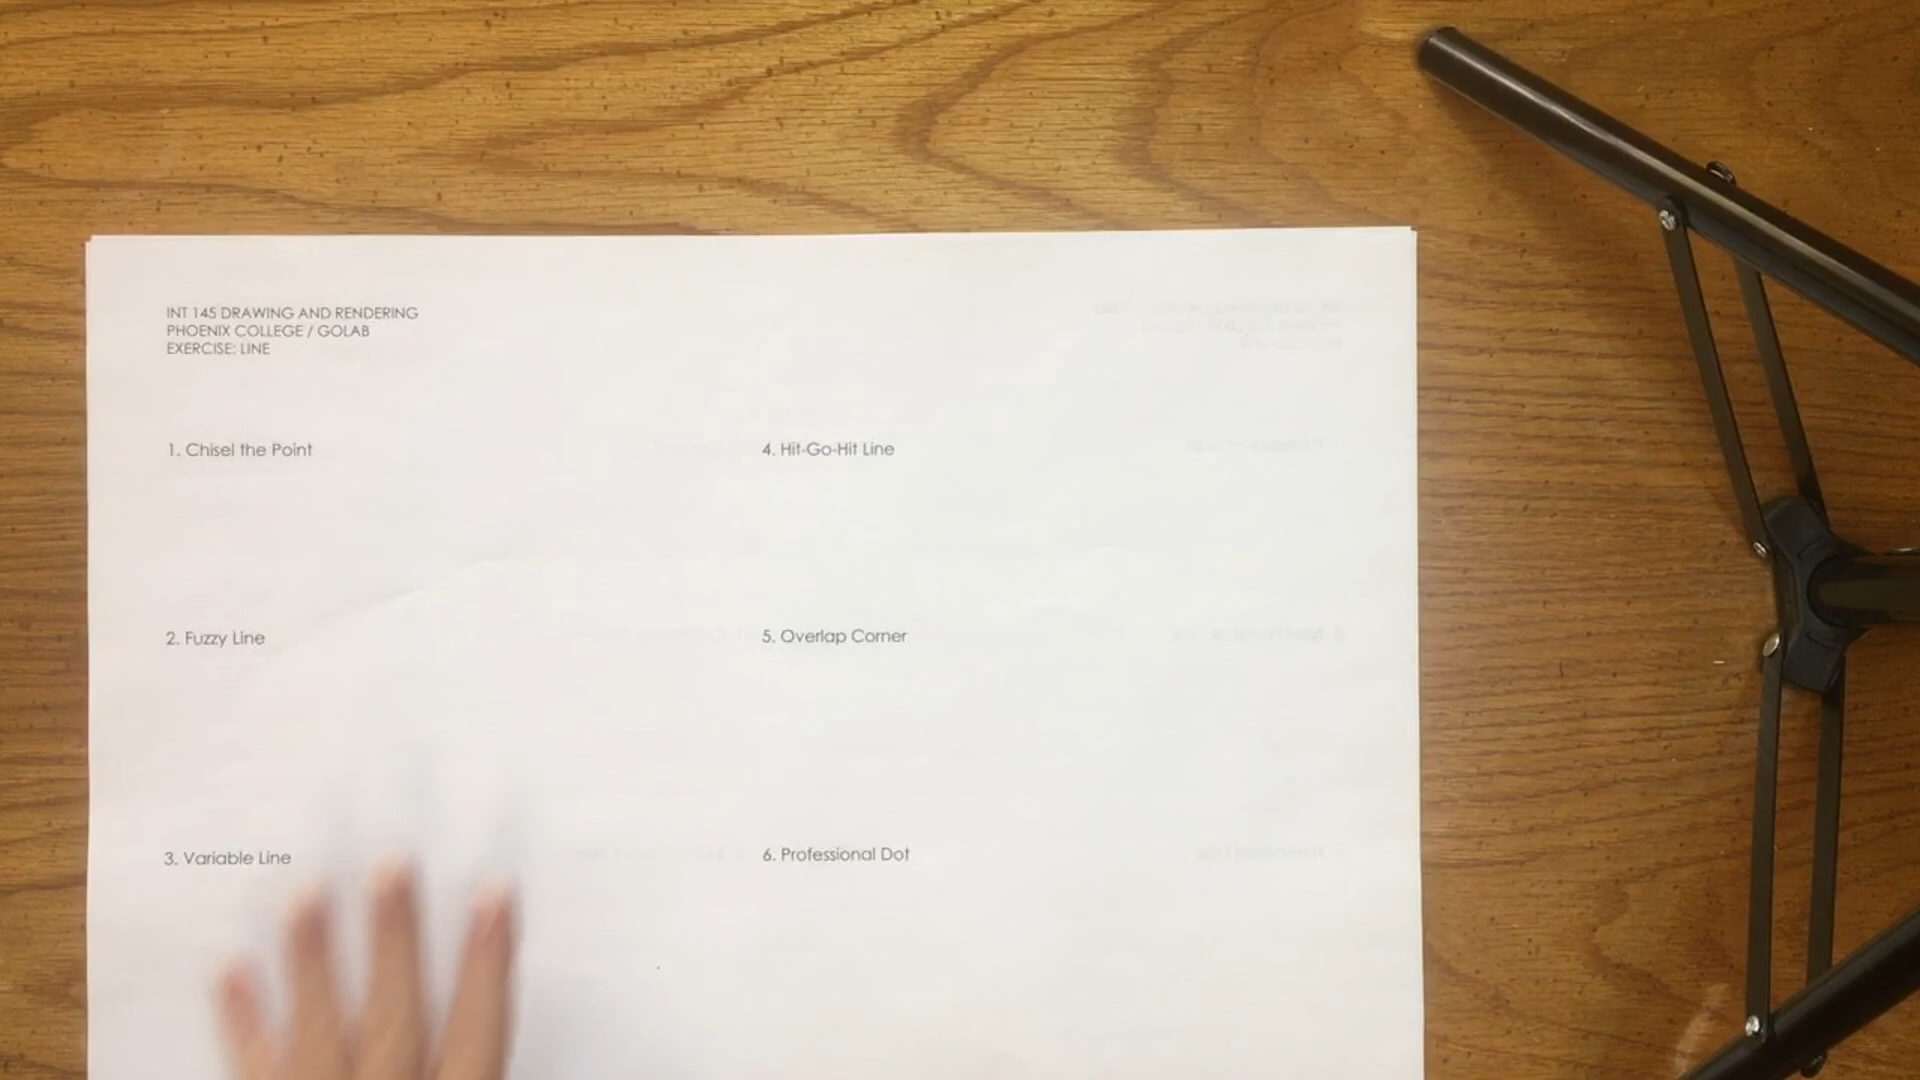 INT 145 DRAWING AND RENDERING
PHOENIX COLLEGE / GOLAB
EXERCISE: LINE
1. Chisel the Point
2. Fuzzy Line
3. Variable Line
4. Hit-Go-Hit Line
5. Overlap Corner
6. Professional Dot